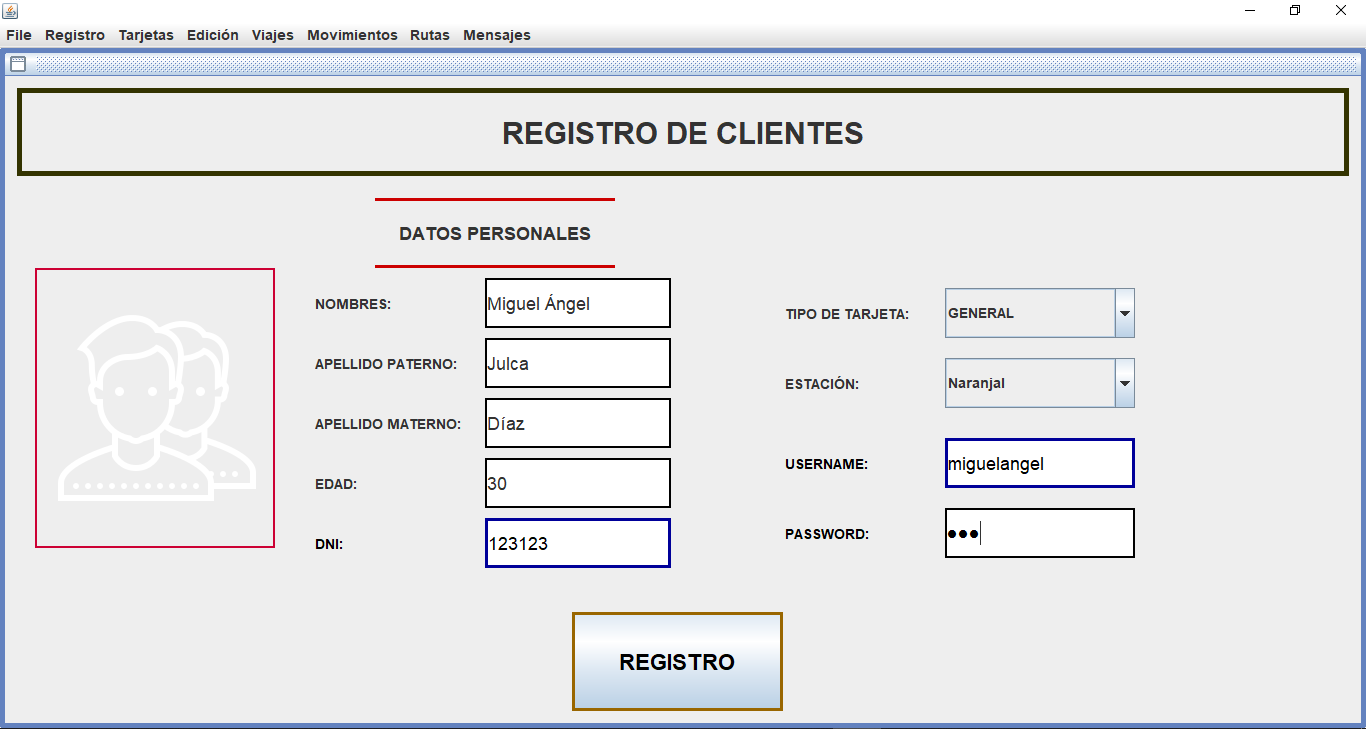 File Registro Tarjetas Edición Viajes Movimientos Rutas Mensajes
REGISTRO DE CLIENTES
DATOS PERSONALES
NOMBRES: Miguel Ángel
APELLIDO PATERNO: Julca
APELLIDO MATERNO: Díaz
EDAD: 30
DNI: 123123
TIPO DE TARJETA: GENERAL
ESTACIÓN: Naranjal
USERNAME: miguelangel
PASSWORD: ●●●
REGISTRO